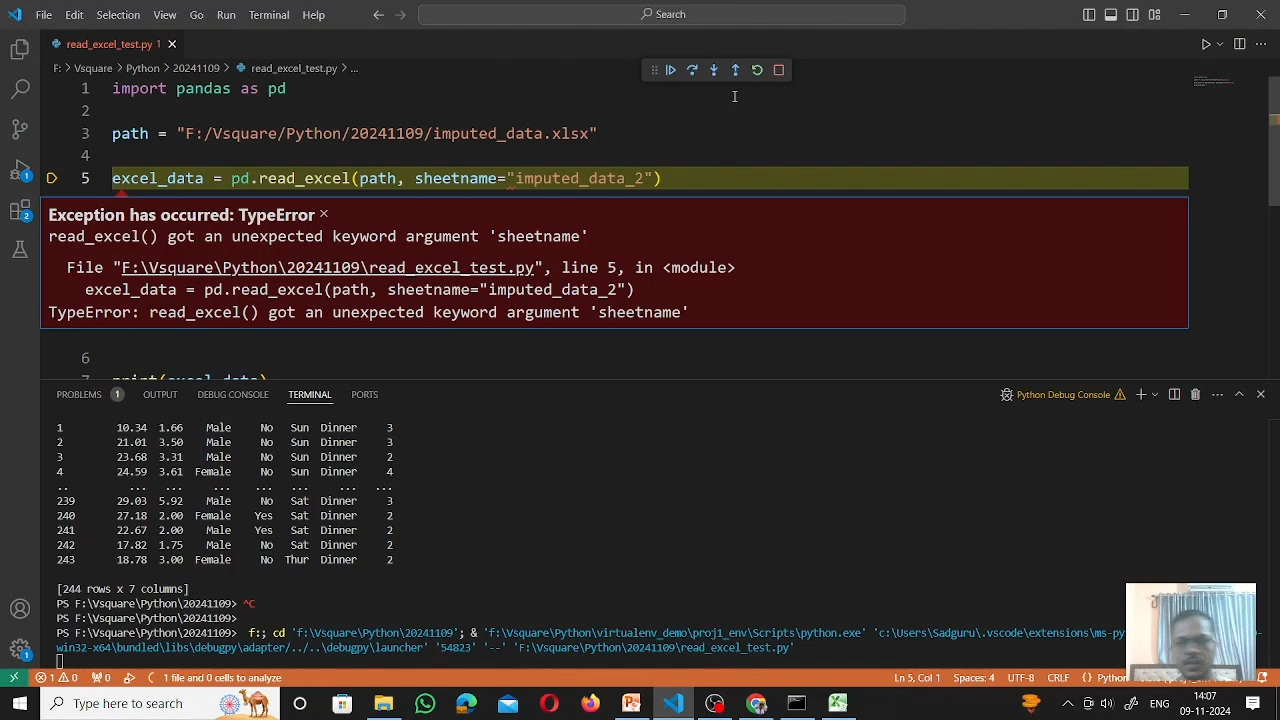 File Edit Selection View Go Run Terminal Help
Search
read_excel_test.py 1
F: > Vsquare > Python > 20241109 > read_excel_test.py > ...
1 import pandas as pd
2
3 path = "F:/Vsquare/Python/20241109/imputed_data.xlsx"
4
5 excel_data = pd.read_excel(path, sheetname="imputed_data_2")
Exception has occurred: TypeError
read_excel() got an unexpected keyword argument 'sheetname'
File "F:\Vsquare\Python\20241109\read_excel_test.py", line 5, in <module>
excel_data = pd.read_excel(path, sheetname="imputed_data_2")
TypeError: read_excel() got an unexpected keyword argument 'sheetname'
6
7 print(excel_data)
PROBLEMS 1 OUTPUT DEBUG CONSOLE TERMINAL PORTS Python Debug Console
1 10.34 1.66 Male No Sun Dinner 3
2 21.01 3.50 Male No Sun Dinner 3
3 23.68 3.31 Male No Sun Dinner 2
4 24.59 3.61 Female No Sun Dinner 4
.. ... ... ... ... ... ... ...
239 29.03 5.92 Male No Sat Dinner 3
240 27.18 2.00 Female Yes Sat Dinner 2
241 22.67 2.00 Male Yes Sat Dinner 2
242 17.82 1.75 Male No Sat Dinner 2
243 18.78 3.00 Female No Thur Dinner 2
[244 rows x 7 columns]
PS F:\Vsquare\Python\20241109> ^C
PS F:\Vsquare\Python\20241109>
PS F:\Vsquare\Python\20241109> f:; cd 'f:\Vsquare\Python\20241109'; & 'f:\Vsquare\Python\virtualenv_demo\proj1_env\Scripts\python.exe' 'c:\Users\Sadguru\.vscode\extensions\ms-py
win32-x64\bundled\libs\debugpy\adapter/../..\debugpy\launcher' '54823' '--' 'F:\Vsquare\Python\20241109\read_excel_test.py'
1 0 0 1 file and 0 cells to analyze Ln 5, Col 1 Spaces: 4 UTF-8 CRLF {} Python
Type here to search
ENG
14:07
09-11-2024